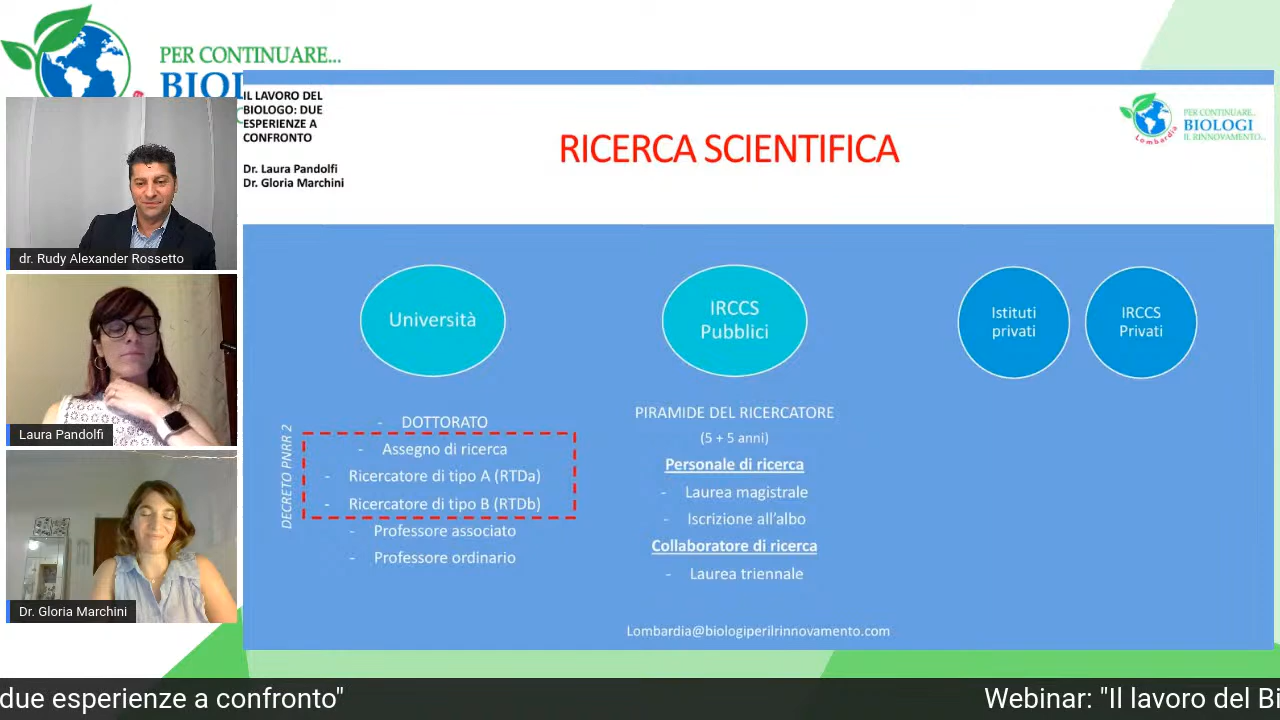 PER CONTINUARE...
BIOL
dr. Rudy Alexander Rossetto
Laura Pandolfi
Dr. Gloria Marchini
IL LAVORO DEL
BIOLOGO: DUE
ESPERIENZE A
CONFRONTO
Dr. Laura Pandolfi
Dr. Gloria Marchini
RICERCA SCIENTIFICA
PER CONTINUARE...
BIOLOGI
IL RINNOVAMENTO...
Lombardia
Università
IRCCS
Pubblici
Istituti
privati
IRCCS
Privati
DECRETO PNRR 2
- DOTTORATO
- Assegno di ricerca
- Ricercatore di tipo A (RTDa)
- Ricercatore di tipo B (RTDb)
- Professore associato
- Professore ordinario
PIRAMIDE DEL RICERCATORE
(5 + 5 anni)
Personale di ricerca
- Laurea magistrale
- Iscrizione all'albo
Collaboratore di ricerca
- Laurea triennale
Lombardia@biologiperilrinnovamento.com
due esperienze a confronto"
Webinar: "Il lavoro del Bi